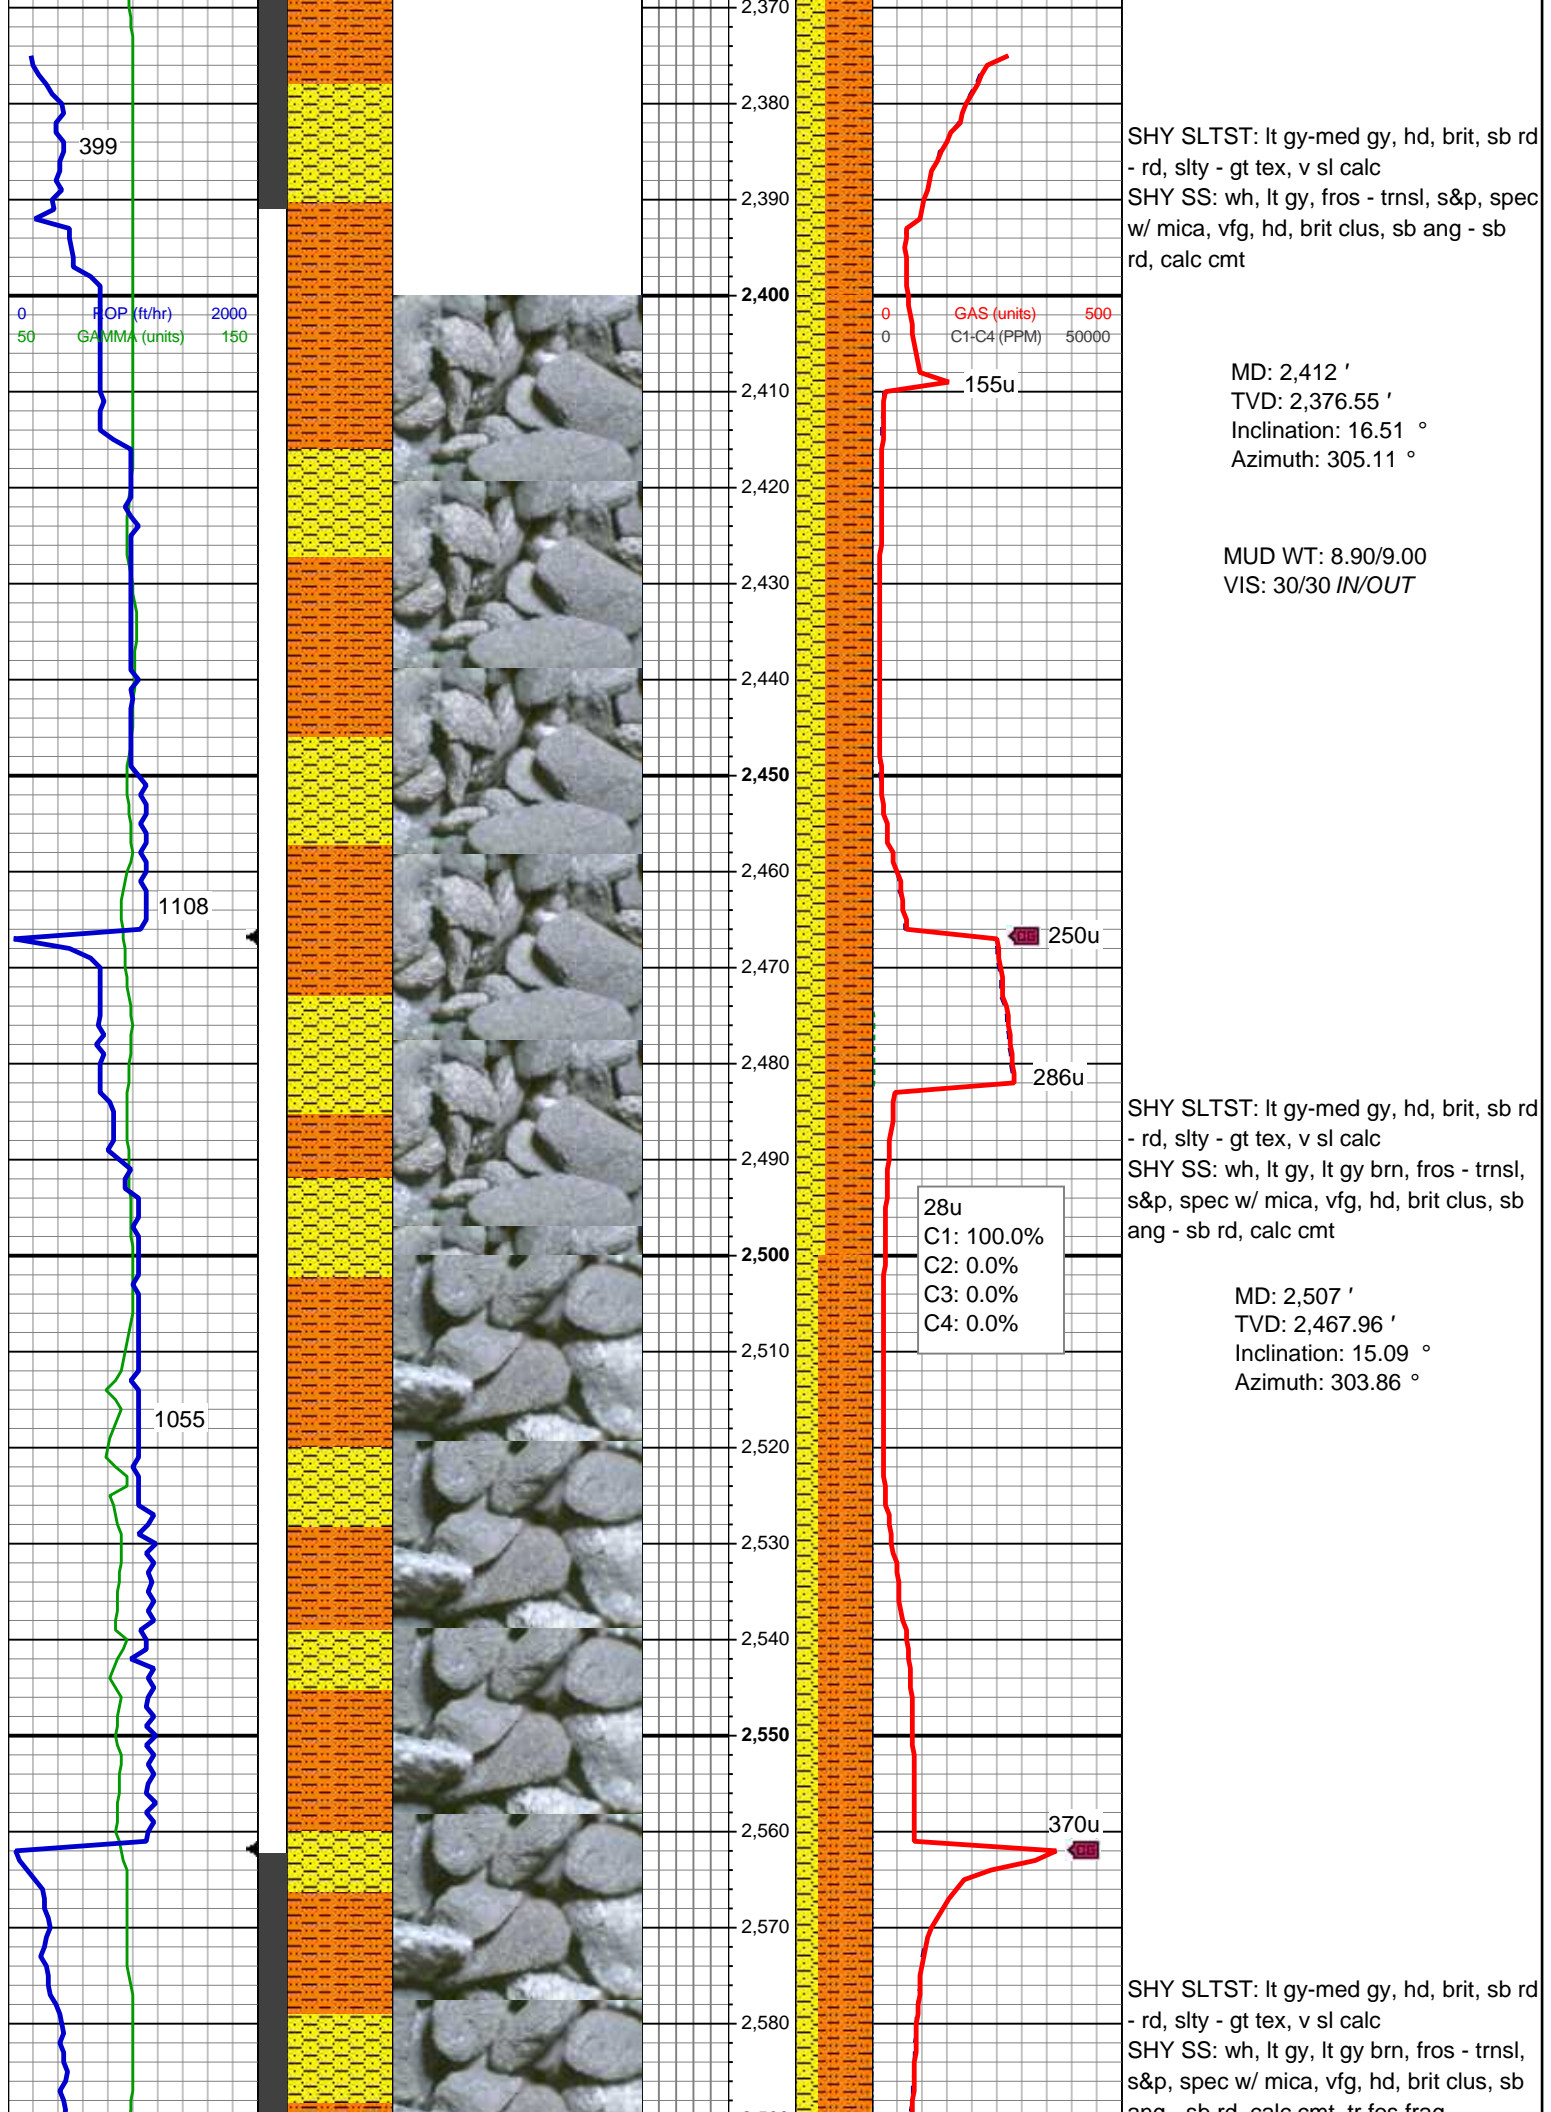 2,370
2,380
SHY SLTST: lt gy-med gy, hd, brit, sb rd
399
- rd, slty - gt tex, v sl calc
2,390
SHY SS: wh, lt gy, fros - trnsl, s&p, spec
w/ mica, vfg, hd, brit clus, sb ang - sb
rd, calc cmt
2,400
0 ROP (ft/hr) 2000
0 GAS (units) 500
50 GAMMA (units) 150
0 C1-C4 (PPM) 50000
MD: 2,412 '
155u
2,410
TVD: 2,376.55 '
Inclination: 16.51 °
Azimuth: 305.11 °
2,420
MUD WT: 8.90/9.00
2,430
VIS: 30/30 IN/OUT
2,440
2,450
2,460
1108
CG 250u
2,470
2,480
286u
SHY SLTST: lt gy-med gy, hd, brit, sb rd
- rd, slty - gt tex, v sl calc
2,490
SHY SS: wh, lt gy, lt gy brn, fros - trnsl,
s&p, spec w/ mica, vfg, hd, brit clus, sb
ang - sb rd, calc cmt
28u
C1: 100.0%
2,500
C2: 0.0%
C3: 0.0%
C4: 0.0%
MD: 2,507 '
TVD: 2,467.96 '
2,510
Inclination: 15.09 °
Azimuth: 303.86 °
1055
2,520
2,530
2,540
2,550
370u
2,560
CG
2,570
SHY SLTST: lt gy-med gy, hd, brit, sb rd
- rd, slty - gt tex, v sl calc
2,580
SHY SS: wh, lt gy, lt gy brn, fros - trnsl,
s&p, spec w/ mica, vfg, hd, brit clus, sb
ang - sb rd, calc cmt, tr fos frag